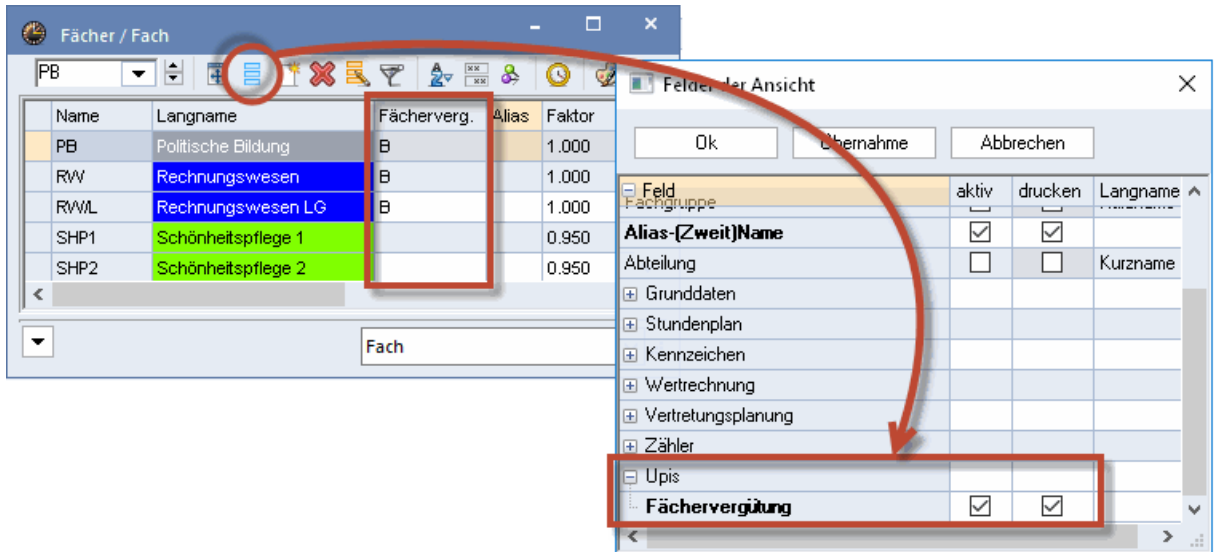 Fächer / Fach
PB
Name Langname Fächerverg. Alias Faktor
PB Politische Bildung B 1.000
RW Rechnungswesen B 1.000
RW/L Rechnungswesen LG B 1.000
SHP1 Schönheitspflege 1 0.950
SHP2 Schönheitspflege 2 0.950
Fach
Felder der Ansicht
Ok Übernahme Abbrechen
Feld aktiv drucken Langname
Fachgruppe
Alias-(Zweit)Name
Abteilung Kurzname
Grunddaten
Stundenplan
Kennzeichen
Wertrechnung
Vertretungsplanung
Zähler
Upis
Fächervergütung